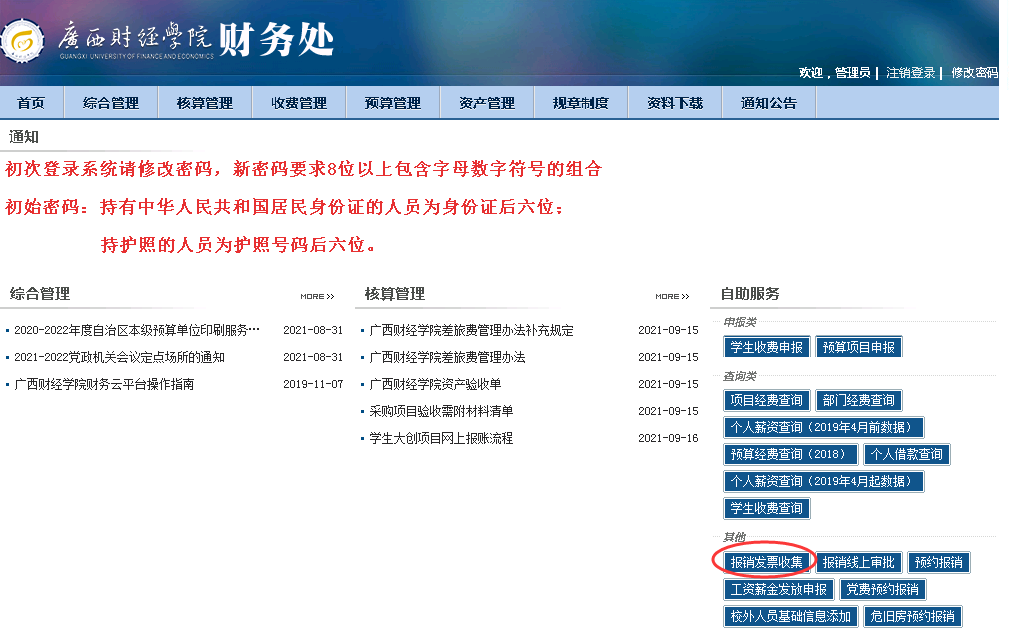 廣西财经學院 财务处
GUANGXI UNIVERSITY OF FINANCE AND ECONOMICS
欢迎，管理员 | 注销登录 | 修改密码
首页 综合管理 核算管理 收费管理 预算管理 资产管理 规章制度 资料下载 通知公告
通知
初次登录系统请修改密码，新密码要求8位以上包含字母数字符号的组合
初始密码：持有中华人民共和国居民身份证的人员为身份证后六位；
持护照的人员为护照号码后六位。
综合管理 MORE >>
2020-2022年度自治区本级预算单位印刷服务… 2021-08-31
2021-2022党政机关会议定点场所的通知 2021-08-31
广西财经学院财务云平台操作指南 2019-11-07
核算管理 MORE >>
广西财经学院差旅费管理办法补充规定 2021-09-15
广西财经学院差旅费管理办法 2021-09-15
广西财经学院资产验收单 2021-09-15
采购项目验收需附材料清单 2021-09-15
学生大创项目网上报账流程 2021-09-16
自助服务
申报类
学生收费申报 预算项目申报
查询类
项目经费查询 部门经费查询
个人薪资查询（2019年4月前数据）
预算经费查询（2018） 个人借款查询
个人薪资查询（2019年4月起数据）
学生收费查询
其他
报销发票收集 报销线上审批 预约报销
工资薪金发放申报 党费预约报销
校外人员基础信息添加 危旧房预约报销